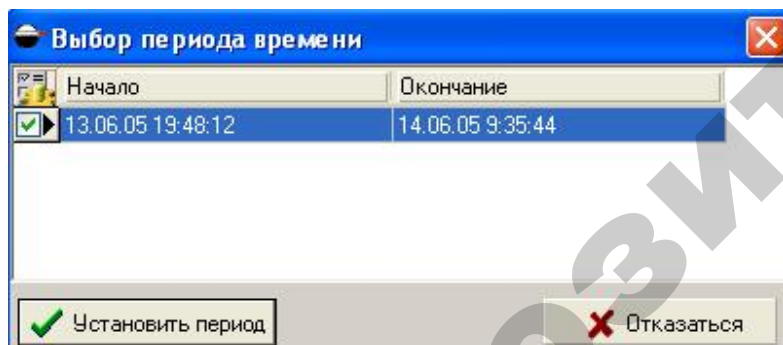 Выбор периода времени
Начало Окончание
13.06.05 19:48:12 14.06.05 9:35:44
Установить период Отказаться